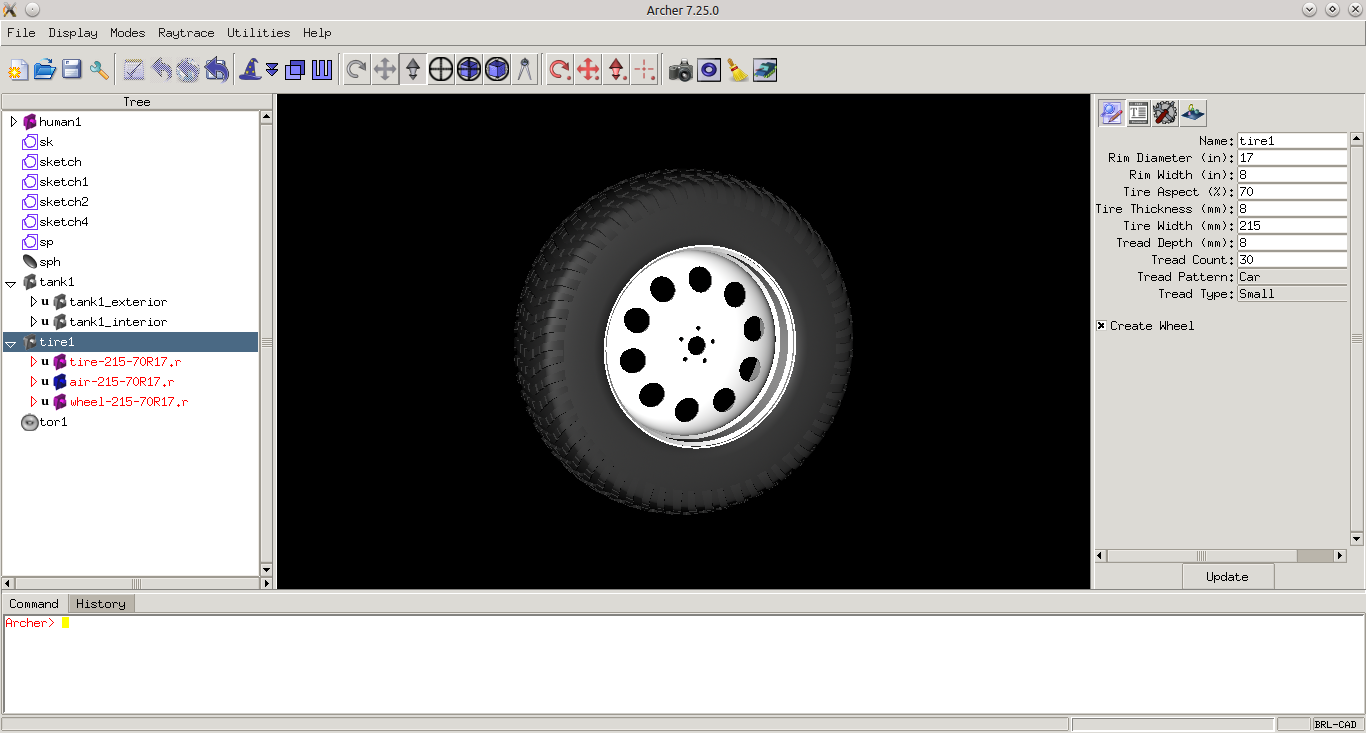 Archer 7.25.0
File Display Modes Raytrace Utilities Help
Tree
human1
sk
sketch
sketch1
sketch2
sketch4
sp
sph
tank1
u tank1_exterior
u tank1_interior
tire1
u tire-215-70R17.r
u air-215-70R17.r
u wheel-215-70R17.r
tor1
Name: tire1
Rim Diameter (in): 17
Rim Width (in): 8
Tire Aspect (%): 70
Tire Thickness (mm): 8
Tire Width (mm): 215
Tread Depth (mm): 8
Tread Count: 30
Tread Pattern: Car
Tread Type: Small
Create Wheel
Update
Command History
Archer>
BRL-CAD